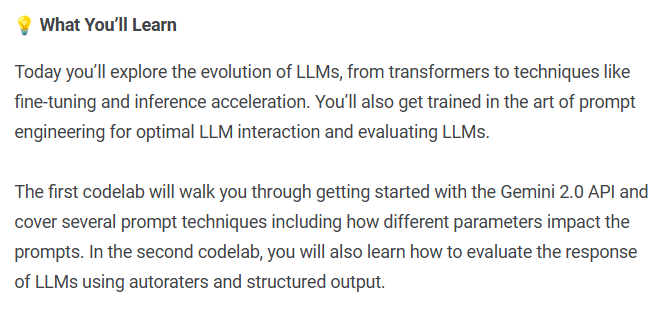 💡 What You’ll Learn
Today you’ll explore the evolution of LLMs, from transformers to techniques like
fine-tuning and inference acceleration. You’ll also get trained in the art of prompt
engineering for optimal LLM interaction and evaluating LLMs.
The first codelab will walk you through getting started with the Gemini 2.0 API and
cover several prompt techniques including how different parameters impact the
prompts. In the second codelab, you will also learn how to evaluate the response
of LLMs using autoraters and structured output.